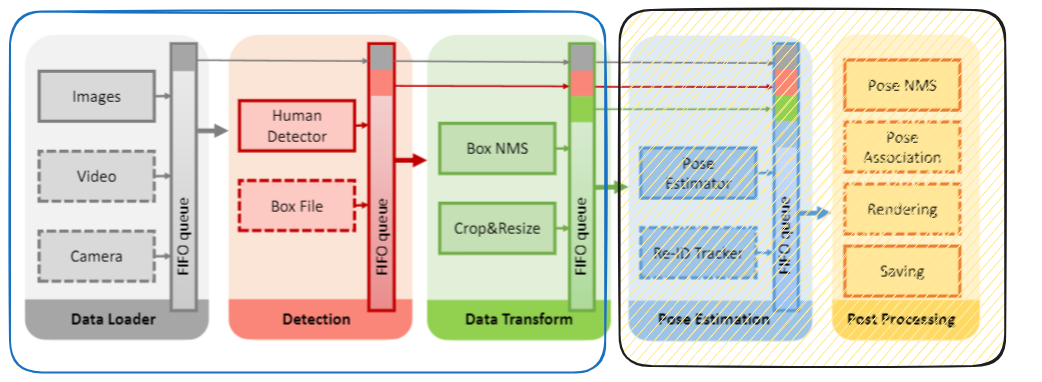 Images
Video
Camera
FIFO queue
Data Loader
Human
Detector
Box File
FIFO queue
Detection
Box NMS
Crop&Resize
FIFO queue
Data Transform
Pose
Estimator
Re-ID Tracker
FIFO queue
Pose Estimation
Pose NMS
Pose
Association
Rendering
Saving
Post Processing